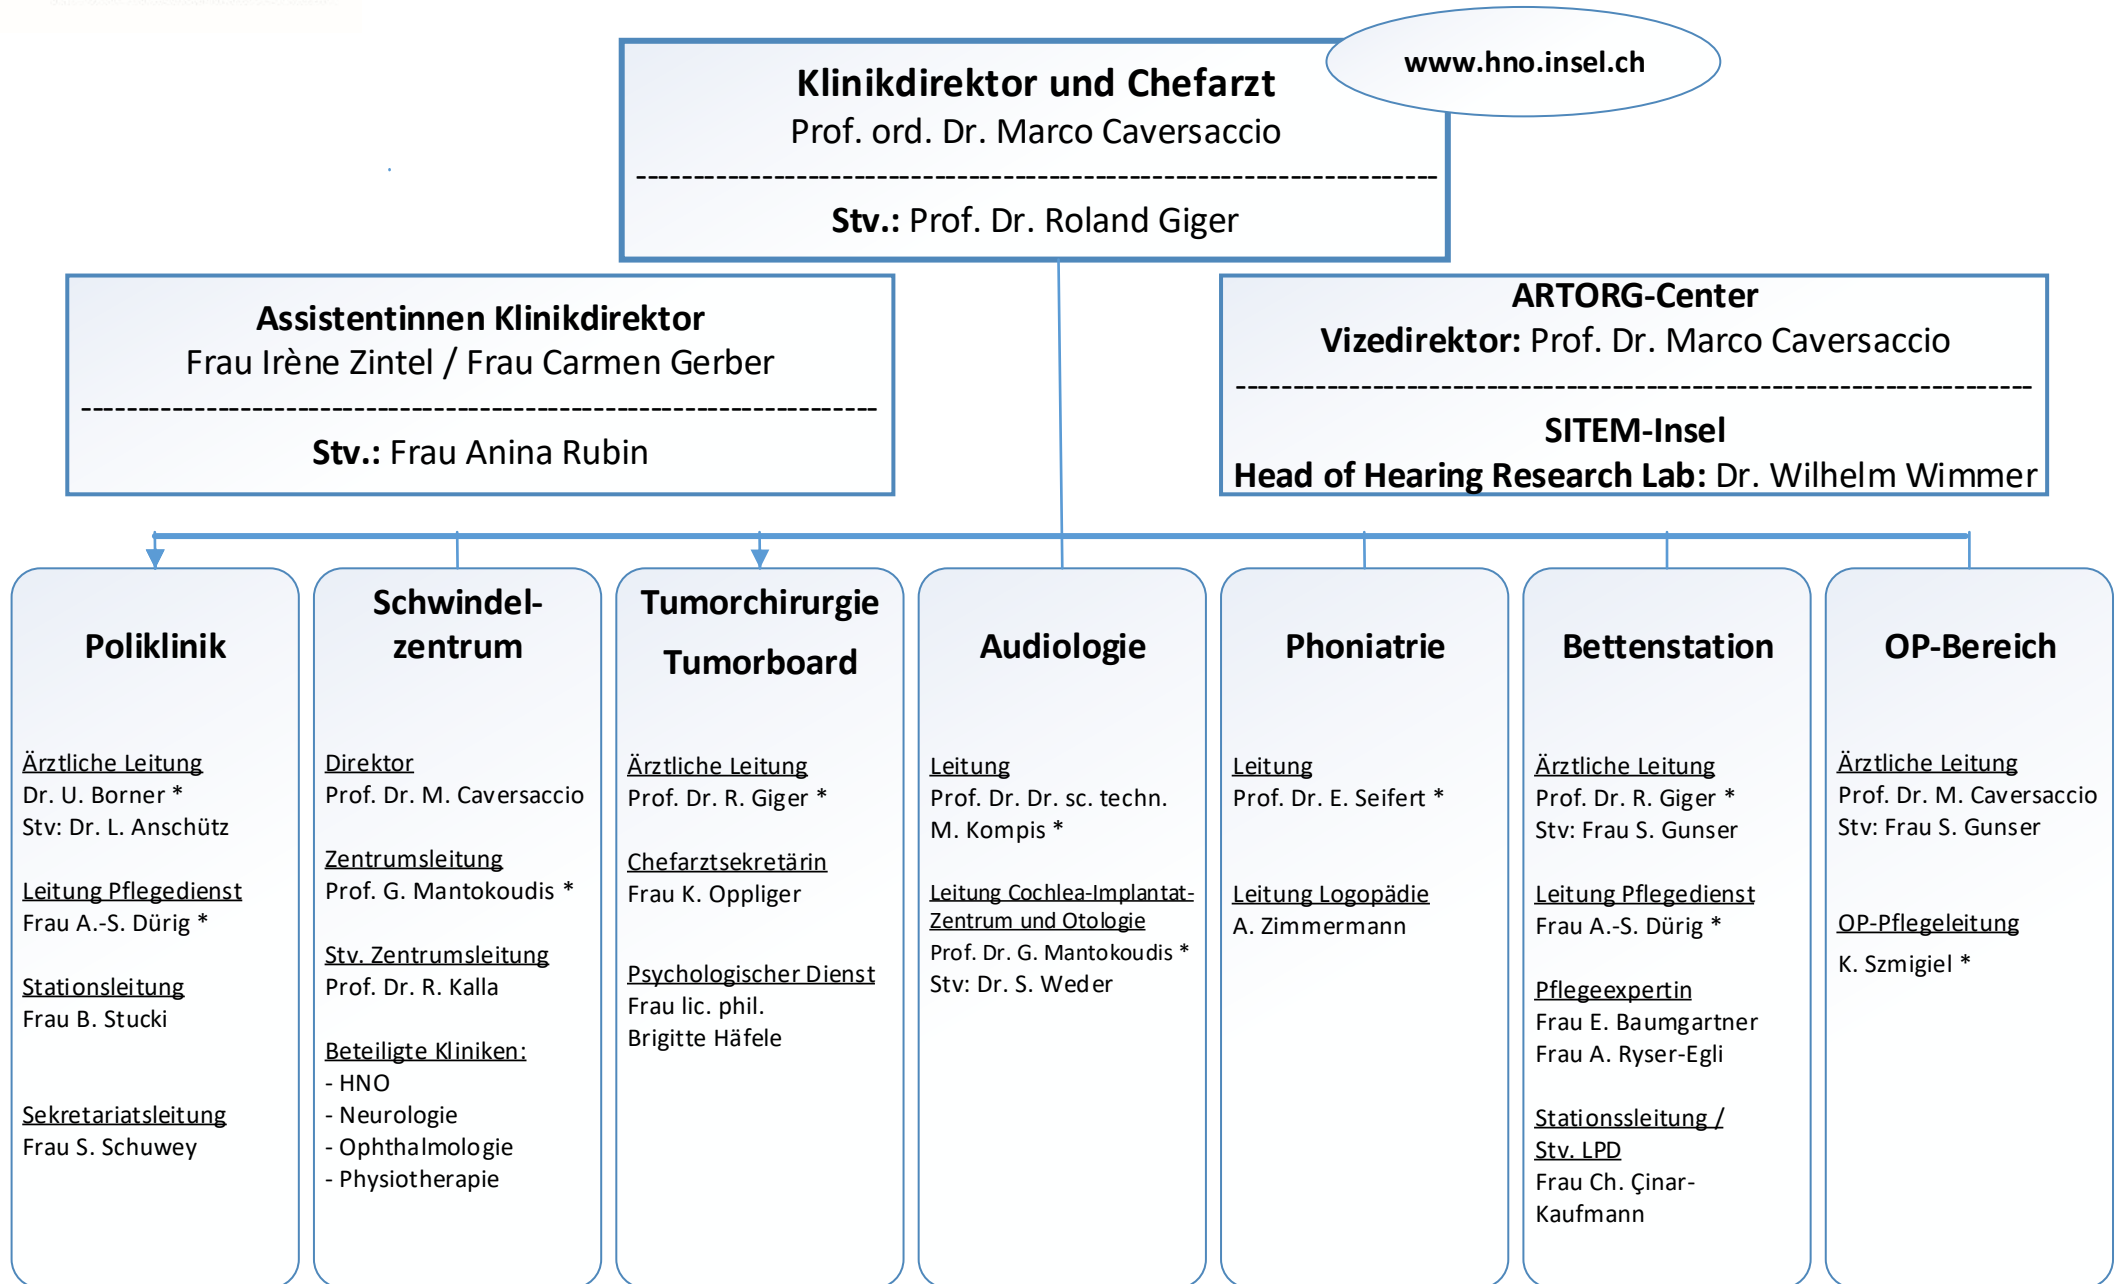 www.hno.insel.ch
Klinikdirektor und Chefarzt
Prof. ord. Dr. Marco Caversaccio
Stv.: Prof. Dr. Roland Giger
Assistentinnen Klinikdirektor
Frau Irène Zintel / Frau Carmen Gerber
Stv.: Frau Anina Rubin
ARTORG-Center
Vizedirektor: Prof. Dr. Marco Caversaccio
SITEM-Insel
Head of Hearing Research Lab: Dr. Wilhelm Wimmer
Poliklinik
Ärztliche Leitung
Dr. U. Borner *
Stv: Dr. L. Anschütz
Leitung Pflegedienst
Frau A.-S. Dürig *
Stationsleitung
Frau B. Stucki
Sekretariatsleitung
Frau S. Schuwey
Schwindel-
zentrum
Direktor
Prof. Dr. M. Caversaccio
Zentrumsleitung
Prof. G. Mantokoudis *
Stv. Zentrumsleitung
Prof. Dr. R. Kalla
Beteiligte Kliniken:
- HNO
- Neurologie
- Ophthalmologie
- Physiotherapie
Tumorchirurgie
Tumorboard
Ärztliche Leitung
Prof. Dr. R. Giger *
Chefarztsekretärin
Frau K. Oppliger
Psychologischer Dienst
Frau lic. phil.
Brigitte Häfele
Audiologie
Leitung
Prof. Dr. Dr. sc. techn.
M. Kompis *
Leitung Cochlea-Implantat-
Zentrum und Otologie
Prof. Dr. G. Mantokoudis *
Stv: Dr. S. Weder
Phoniatrie
Leitung
Prof. Dr. E. Seifert *
Leitung Logopädie
A. Zimmermann
Bettenstation
Ärztliche Leitung
Prof. Dr. R. Giger *
Stv: Frau S. Gunser
Leitung Pflegedienst
Frau A.-S. Dürig *
Pflegeexpertin
Frau E. Baumgartner
Frau A. Ryser-Egli
Stationssleitung /
Stv. LPD
Frau Ch. Çinar-
Kaufmann
OP-Bereich
Ärztliche Leitung
Prof. Dr. M. Caversaccio
Stv: Frau S. Gunser
OP-Pflegeleitung
K. Szmigiel *